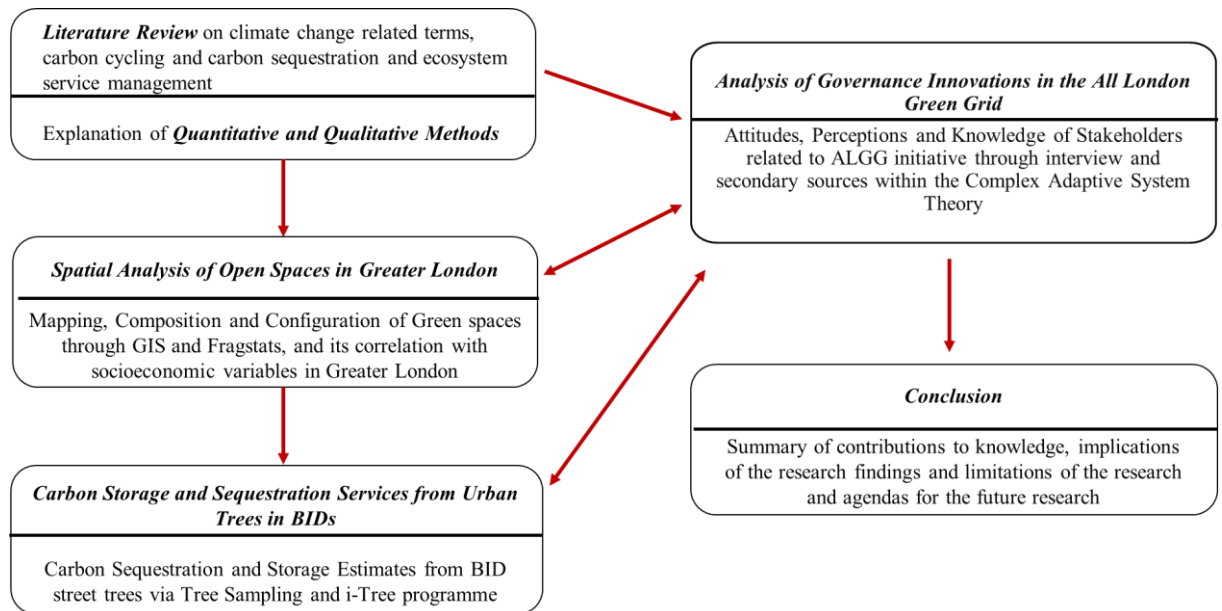 Literature Review on climate change related terms,
carbon cycling and carbon sequestration and ecosystem
service management
Explanation of Quantitative and Qualitative Methods
Spatial Analysis of Open Spaces in Greater London
Mapping, Composition and Configuration of Green spaces
through GIS and Fragstats, and its correlation with
socioeconomic variables in Greater London
Carbon Storage and Sequestration Services from Urban
Trees in BIDs
Carbon Sequestration and Storage Estimates from BID
street trees via Tree Sampling and i-Tree programme
Analysis of Governance Innovations in the All London
Green Grid
Attitudes, Perceptions and Knowledge of Stakeholders
related to ALGG initiative through interview and
secondary sources within the Complex Adaptive System
Theory
Conclusion
Summary of contributions to knowledge, implications
of the research findings and limitations of the research
and agendas for the future research